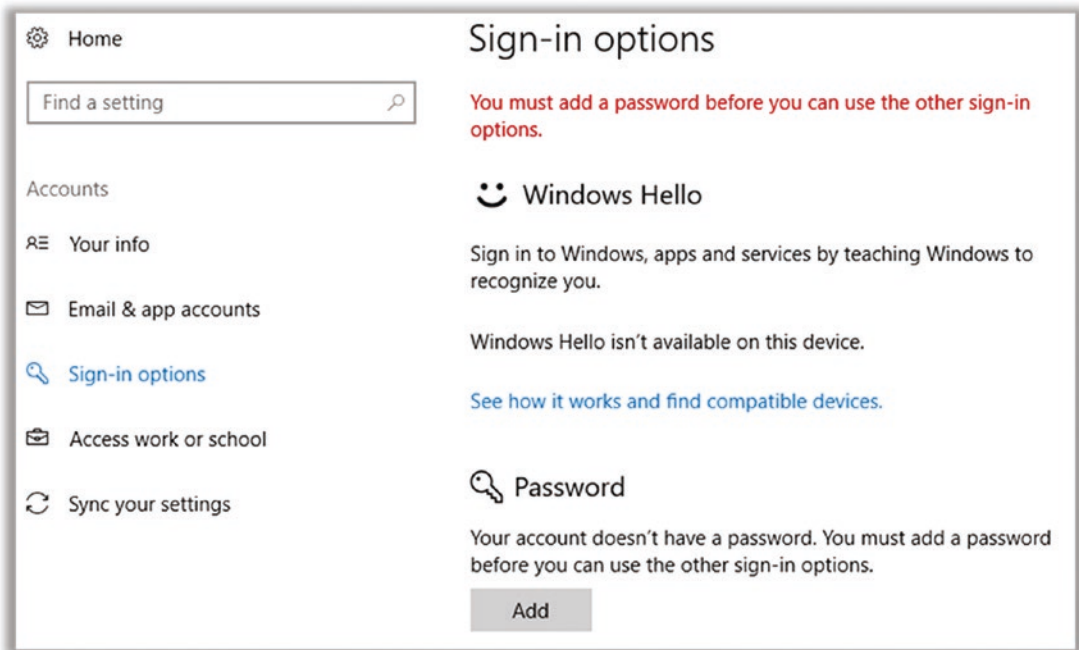 Home
Find a setting
Accounts
Your info
Email & app accounts
Sign-in options
Access work or school
Sync your settings
Sign-in options
You must add a password before you can use the other sign-in
options.
Windows Hello
Sign in to Windows, apps and services by teaching Windows to
recognize you.
Windows Hello isn't available on this device.
See how it works and find compatible devices.
Password
Your account doesn't have a password. You must add a password
before you can use the other sign-in options.
Add